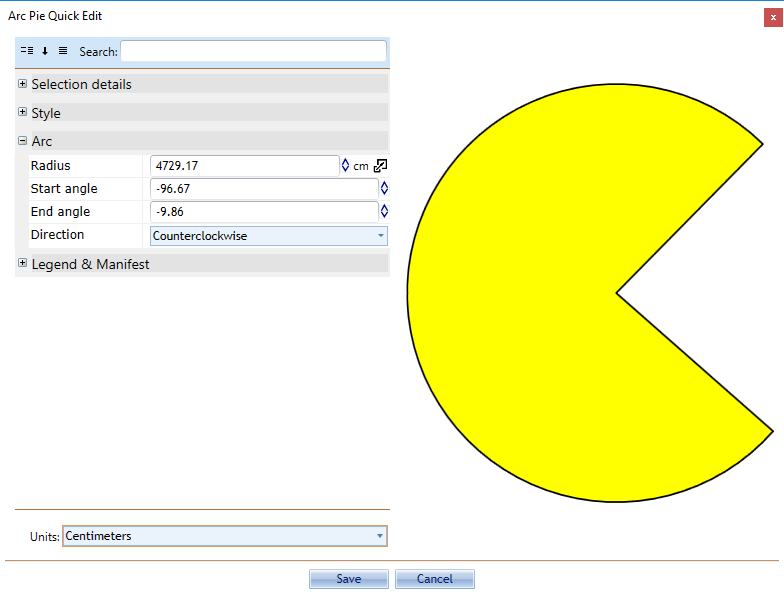 Arc Pie Quick Edit
x
Search:
Selection details
Style
Arc
Radius 4729.17 cm
Start angle -96.67
End angle -9.86
Direction Counterclockwise
Legend & Manifest
Units: Centimeters
Save Cancel